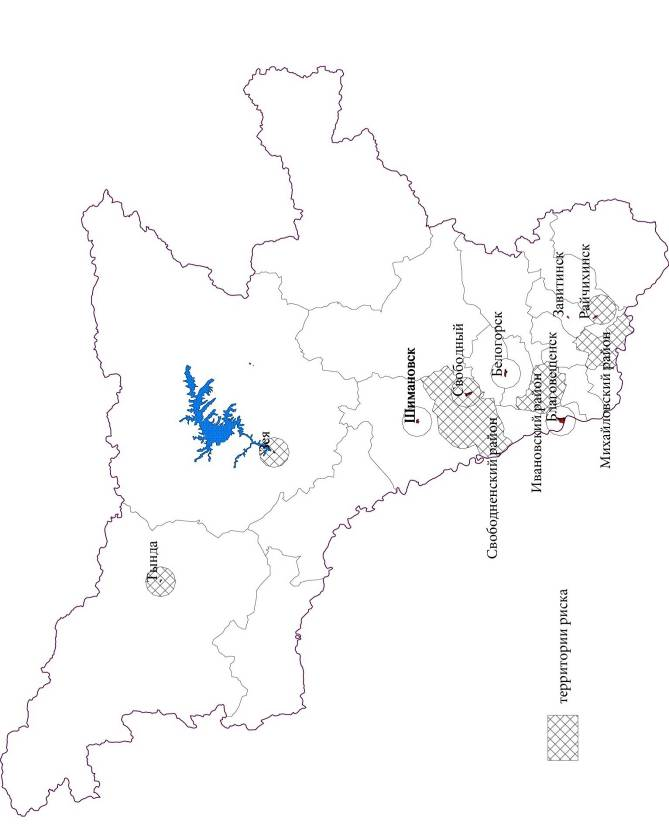 Тында
Зея
Шимановск
Свободный
Свободненский район
Белогорск
Ивановский район
Благовещенск
Завитинск
Райчихинск
Михайловский район
территории риска